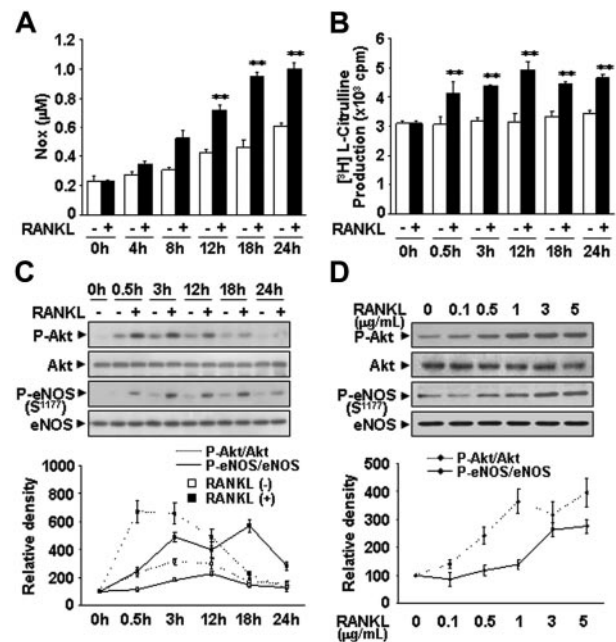 A
RANKL
-
+
1.2
1.0
0.8
0.6
0.4
0.2
0
Nox (μM)
**
**
**
- + - + - + - + - + - +
RANKL
0h 4h 8h 12h 18h 24h
B
RANKL
-
+
6
5
4
3
2
1
0
[³H] L-Citrulline
Production (x10³ cpm)
** ** ** ** **
- + - + - + - + - + - +
RANKL
0h 0.5h 3h 12h 18h 24h
C
0h 0.5h 3h 12h 18h 24h
RANKL - - + - + - + - + - +
P-Akt
Akt
P-eNOS
(S¹¹⁷⁷)
eNOS
P-Akt/Akt
P-eNOS/eNOS
RANKL (-)
RANKL (+)
1000
800
600
400
200
0
Relative density
0h 0.5h 3h 12h 18h 24h
D
RANKL 0 0.1 0.5 1 3 5
(μg/mL)
P-Akt
Akt
P-eNOS
(S¹¹⁷⁷)
eNOS
P-Akt/Akt
P-eNOS/eNOS
500
400
300
200
100
0
Relative density
RANKL 0 0.1 0.5 1 3 5
(μg/mL)